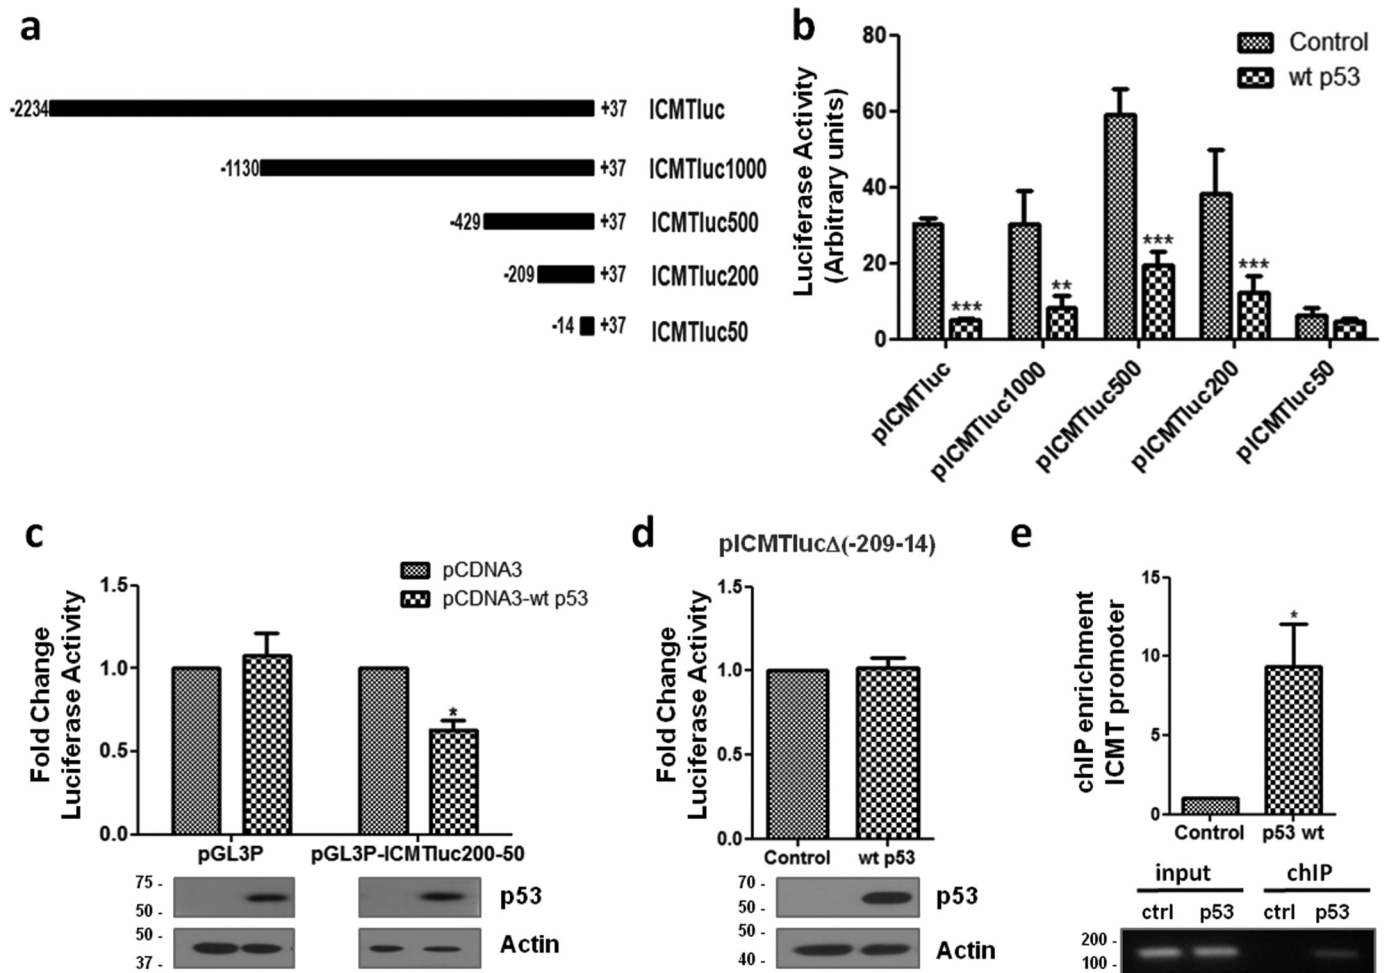 a
-2234 +37 ICMTluc
-1130 +37 ICMTluc1000
-429 +37 ICMTluc500
-209 +37 ICMTluc200
-14 +37 ICMTluc50
b
Luciferase Activity
(Arbitrary units)
80
60
40
20
0
Control
wt p53
***
**
***
***
pICMTluc
pICMTluc1000
pICMTluc500
pICMTluc200
pICMTluc50
c
Fold Change
Luciferase Activity
1.5
1.0
0.5
0.0
pCDNA3
pCDNA3-wt p53
*
pGL3P
pGL3P-ICMTluc200-50
75 -
50 -
p53
50 -
37 -
Actin
d
pICMTlucΔ(-209-14)
Fold Change
Luciferase Activity
1.5
1.0
0.5
0.0
Control
wt p53
70 -
50 -
p53
50 -
40 -
Actin
e
chIP enrichment
ICMT promoter
15
10
5
0
*
Control
p53 wt
input
chIP
ctrl p53 ctrl p53
200 -
100 -